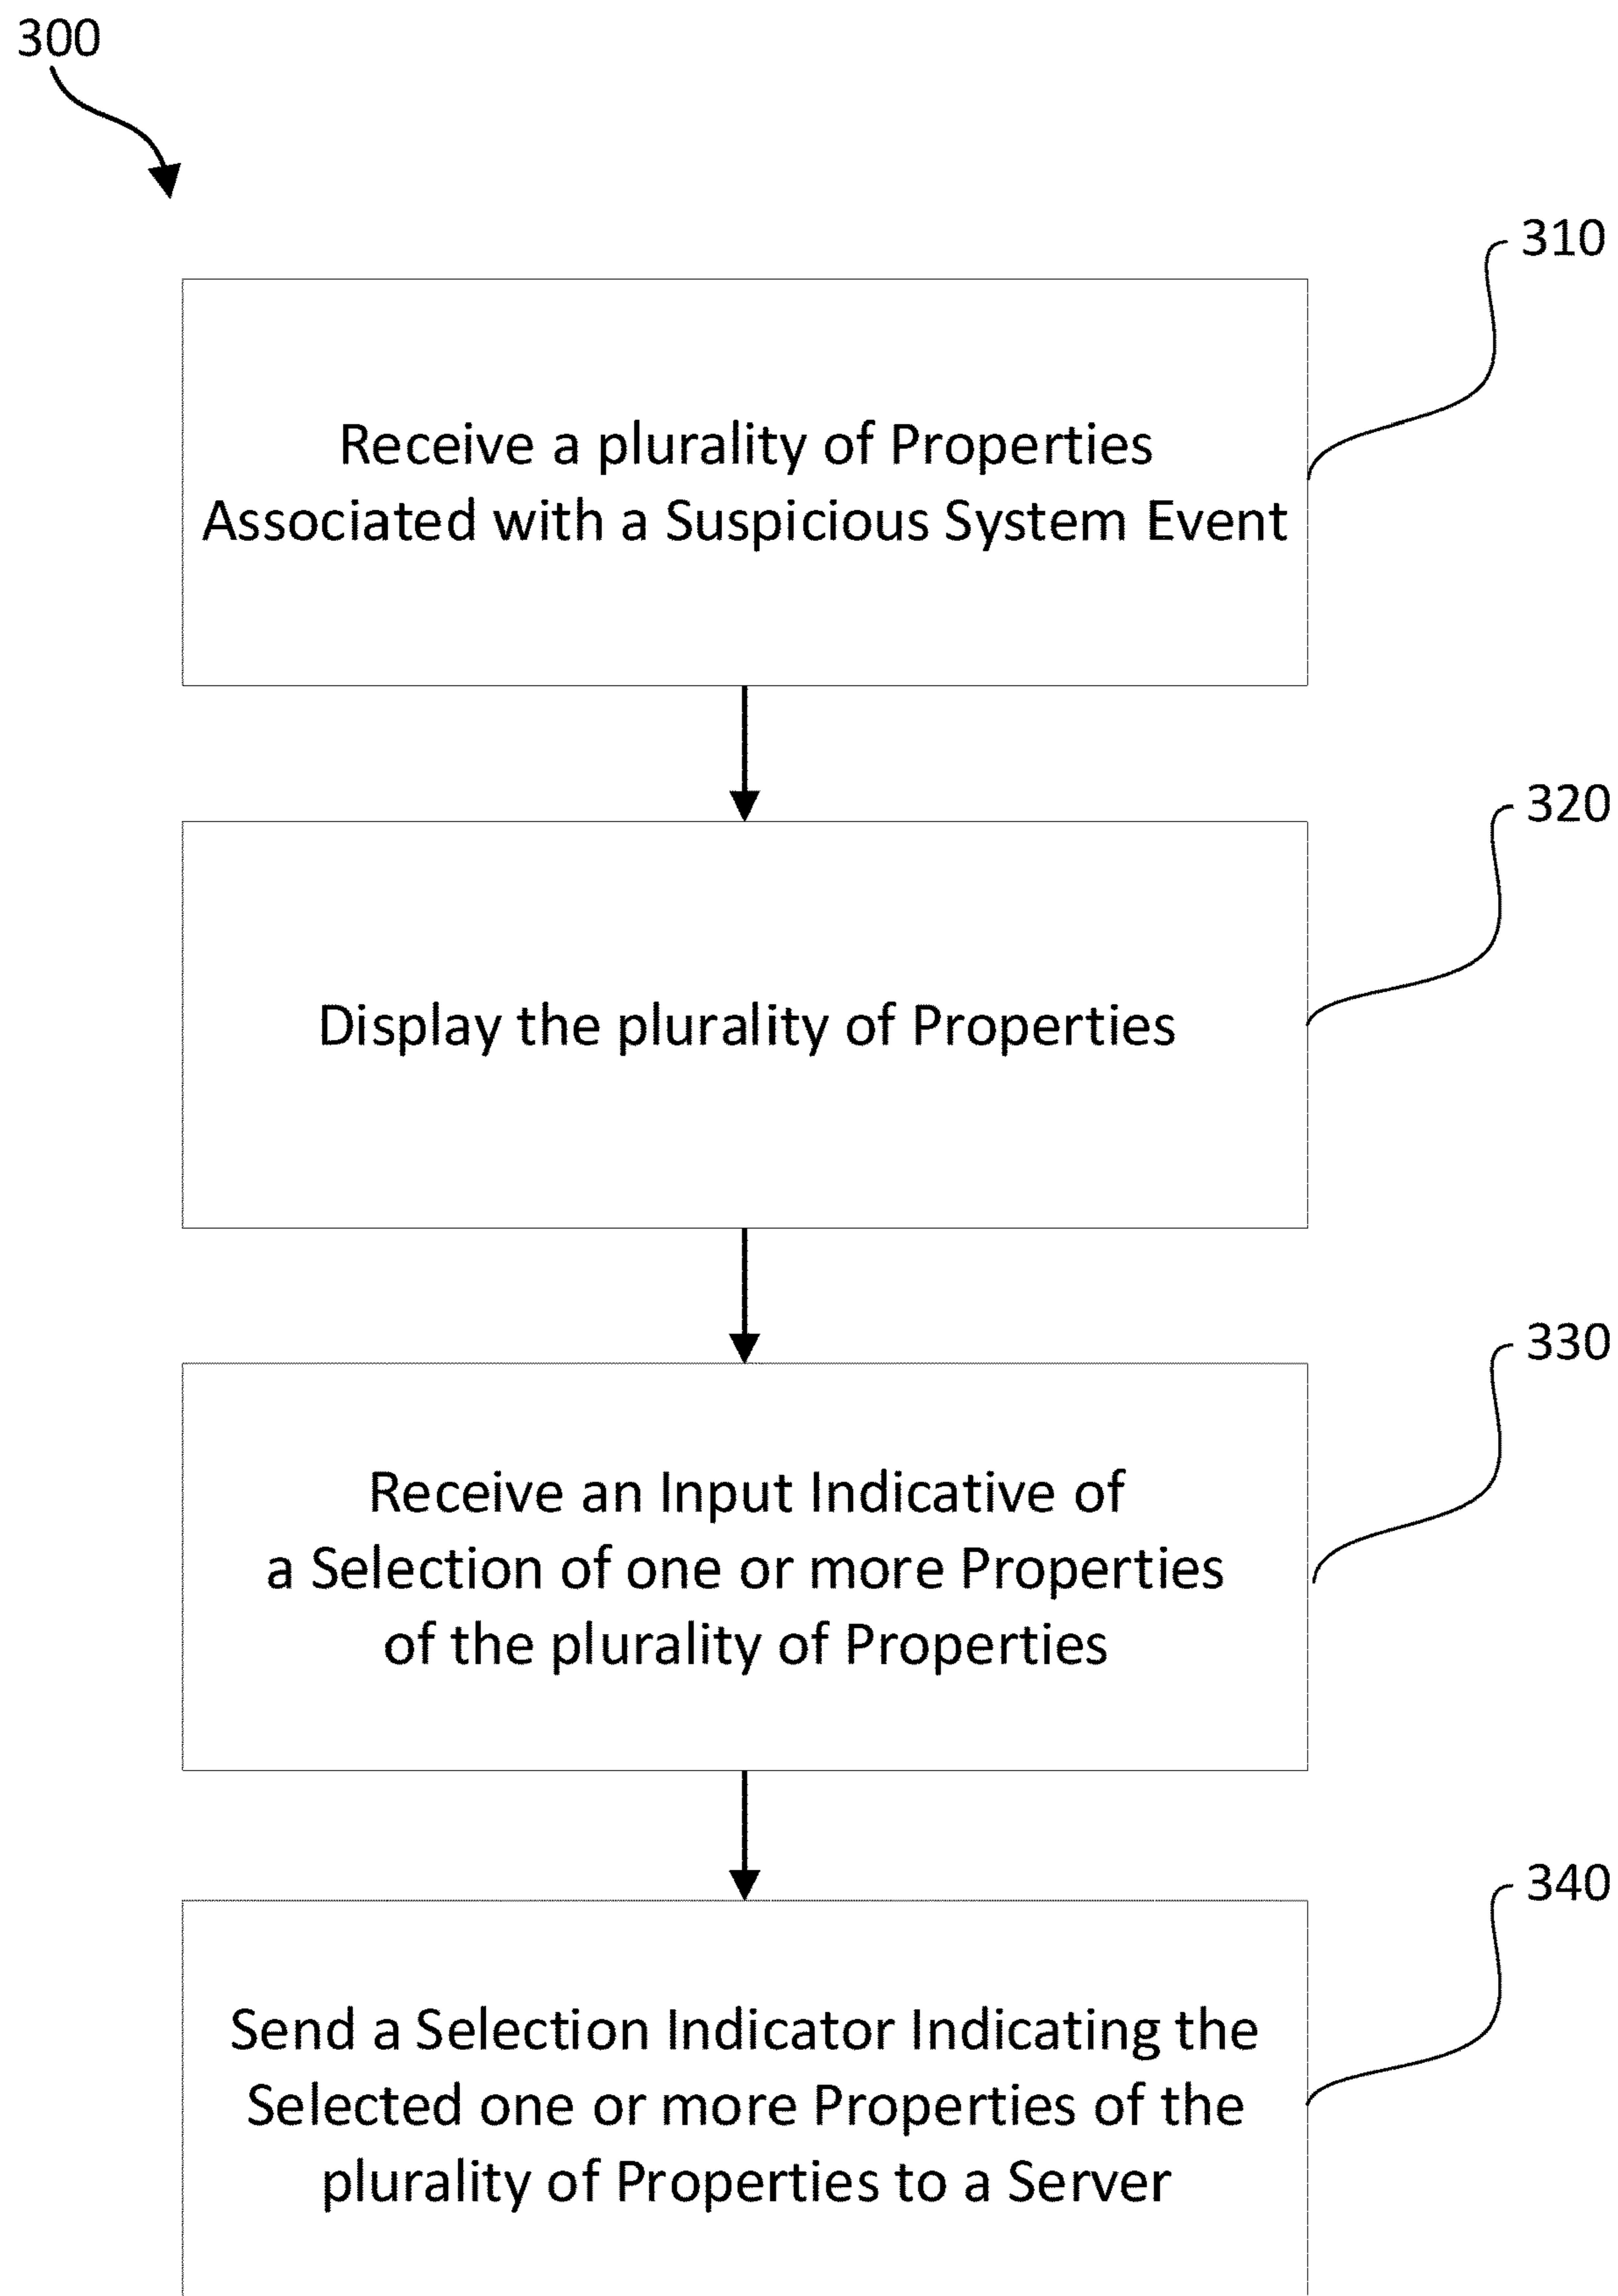 300
310
Receive a plurality of Properties
Associated with a Suspicious System Event
320
Display the plurality of Properties
330
Receive an Input Indicative of
a Selection of one or more Properties
of the plurality of Properties
340
Send a Selection Indicator Indicating the
Selected one or more Properties of the
plurality of Properties to a Server